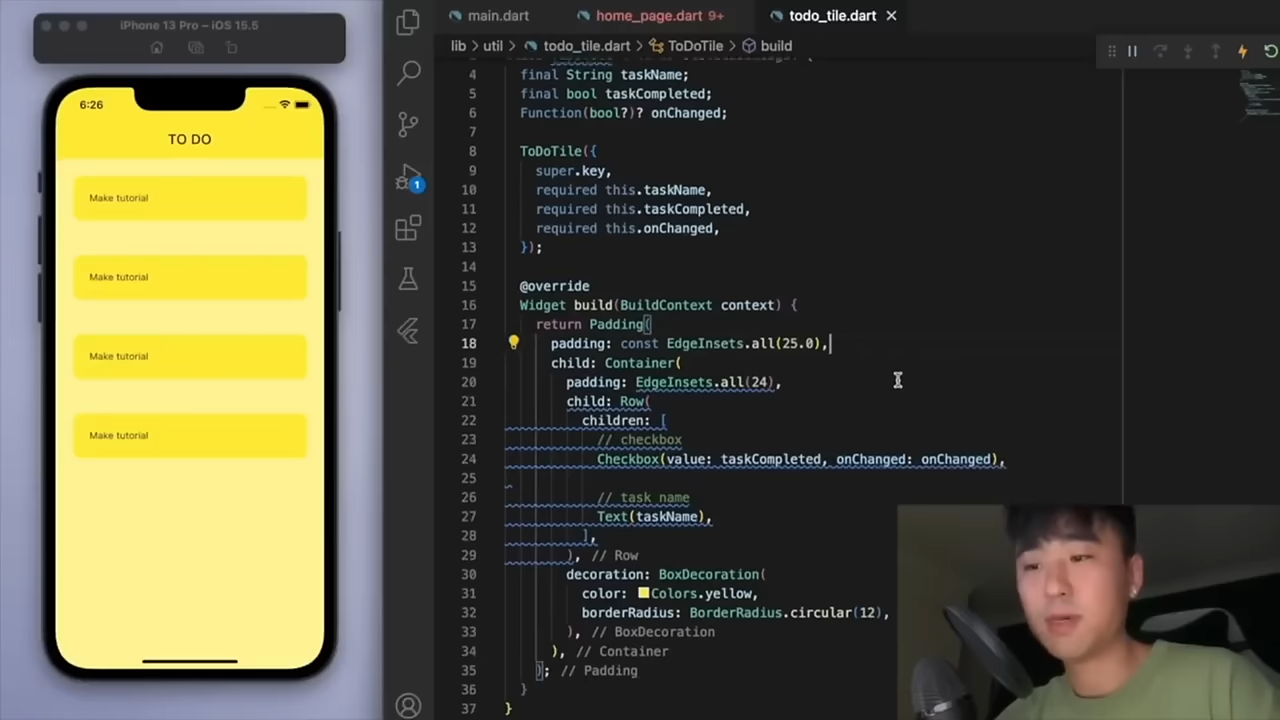 iPhone 13 Pro – iOS 15.5
6:26
TO DO
Make tutorial
Make tutorial
Make tutorial
Make tutorial
1
main.dart
home_page.dart 9+
todo_tile.dart
lib > util > todo_tile.dart > ToDoTile > build
4 final String taskName;
5 final bool taskCompleted;
6 Function(bool?)? onChanged;
7
8 ToDoTile({
9 super.key,
10 required this.taskName,
11 required this.taskCompleted,
12 required this.onChanged,
13 });
14
15 @override
16 Widget build(BuildContext context) {
17 return Padding(
18 padding: const EdgeInsets.all(25.0),
19 child: Container(
20 padding: EdgeInsets.all(24),
21 child: Row(
22 children: [
23 // checkbox
24 Checkbox(value: taskCompleted, onChanged: onChanged),
25
26 // task name
27 Text(taskName),
28 ],
29 ), // Row
30 decoration: BoxDecoration(
31 color: Colors.yellow,
32 borderRadius: BorderRadius.circular(12),
33 ), // BoxDecoration
34 ), // Container
35 ); // Padding
36 }
37 }